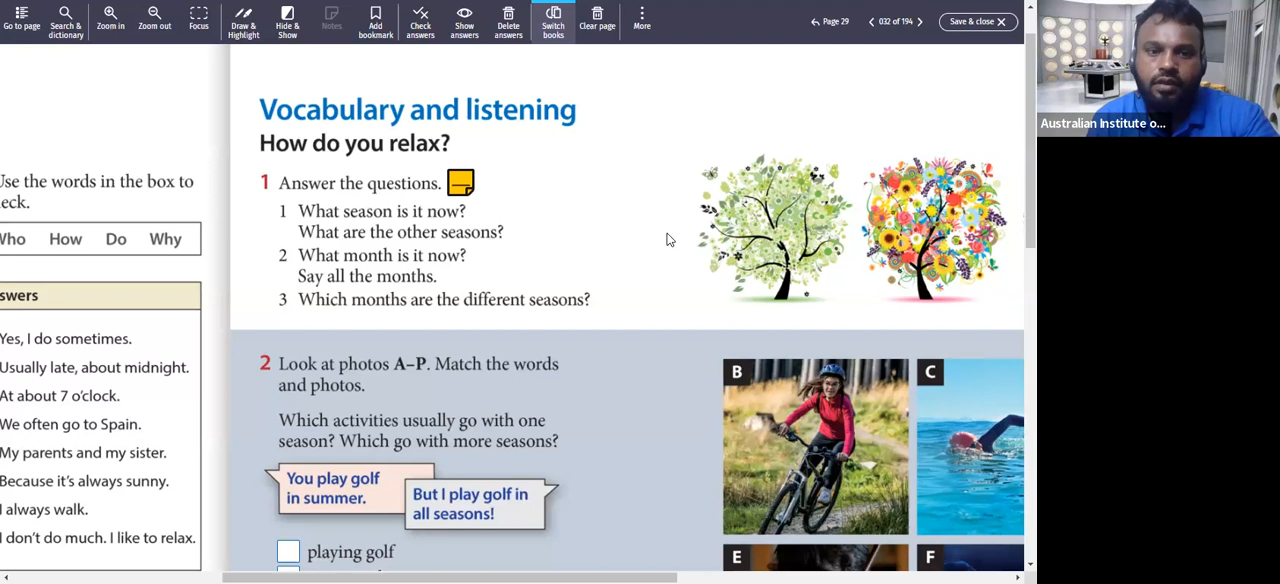 Go to page
Search & dictionary
Zoom in
Zoom out
Focus
Draw & Highlight
Hide & Show
Notes
Add bookmark
Check answers
Show answers
Delete answers
Switch books
Clear page
More
Page 29
032 of 194
Save & close
Australian Institute o...
Use the words in the box to
Who How Do Why
swers
Yes, I do sometimes.
Usually late, about midnight.
At about 7 o'clock.
We often go to Spain.
My parents and my sister.
Because it's always sunny.
I always walk.
I don't do much. I like to relax.
Vocabulary and listening
How do you relax?
1 Answer the questions.
1 What season is it now?
What are the other seasons?
2 What month is it now?
Say all the months.
3 Which months are the different seasons?
2 Look at photos A–P. Match the words
and photos.
Which activities usually go with one
season? Which go with more seasons?
You play golf
in summer.
But I play golf in
all seasons!
playing golf
B
C
E
F